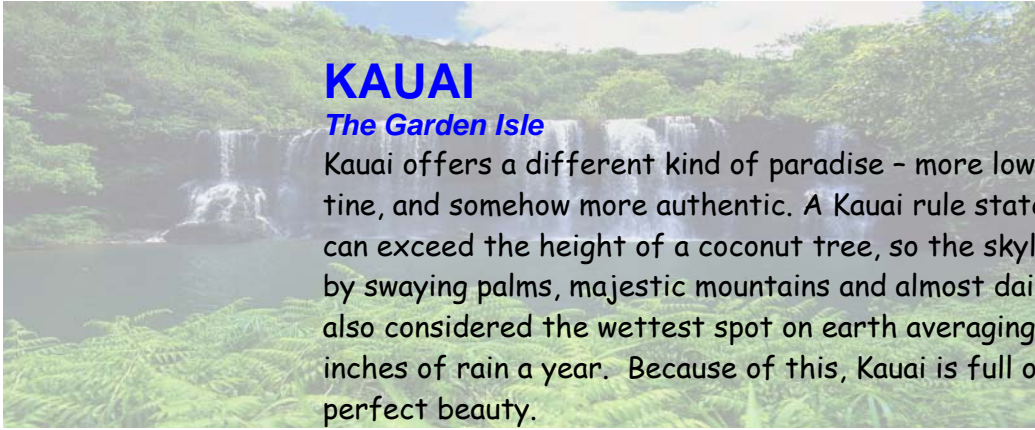 KAUAI
The Garden Isle
Kauai offers a different kind of paradise – more low
tine, and somehow more authentic. A Kauai rule state
can exceed the height of a coconut tree, so the skyl
by swaying palms, majestic mountains and almost dai
also considered the wettest spot on earth averaging
inches of rain a year.  Because of this, Kauai is full o
perfect beauty.